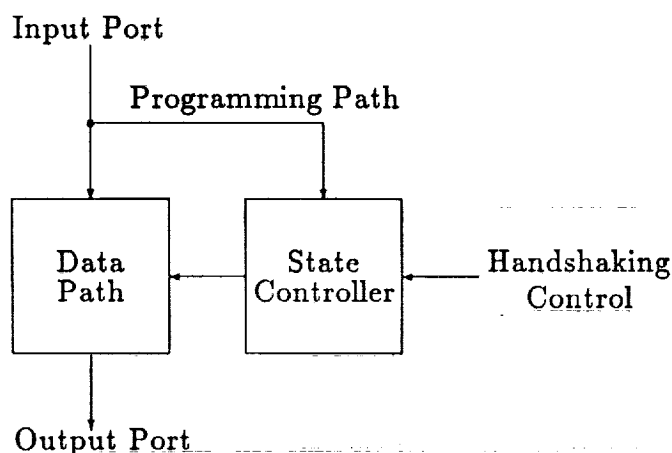 Input Port
Programming Path
Data
Path
State
Controller
Handshaking
Control
Output Port